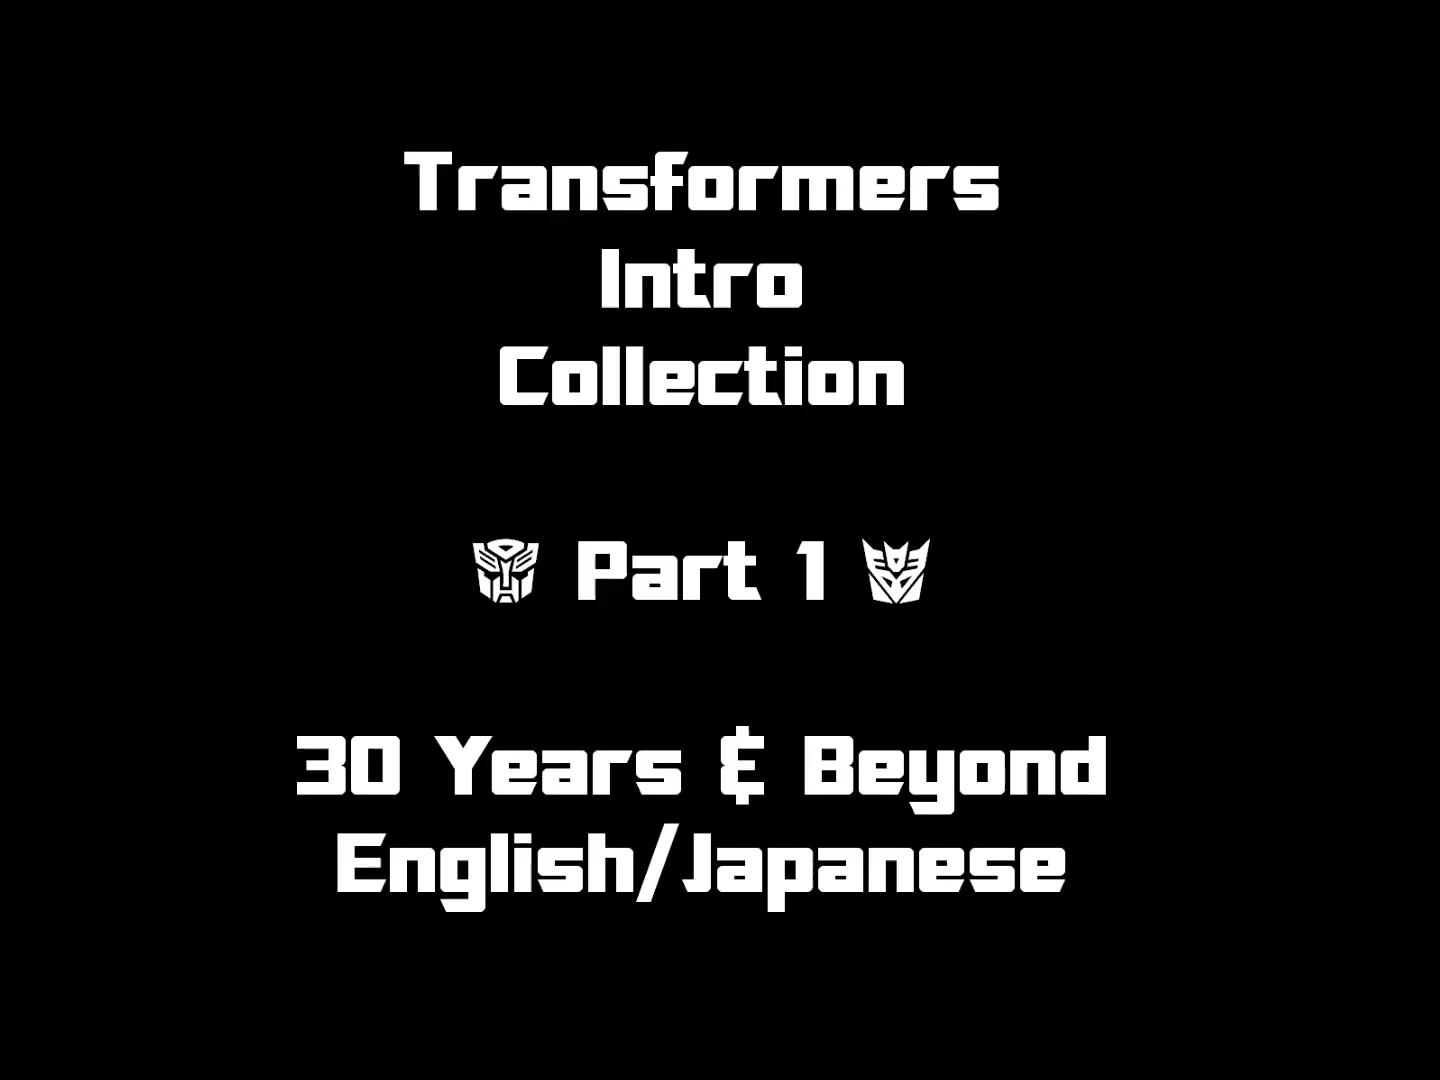 Transformers
Intro
Collection
Part 1
30 Years & Beyond
English/Japanese